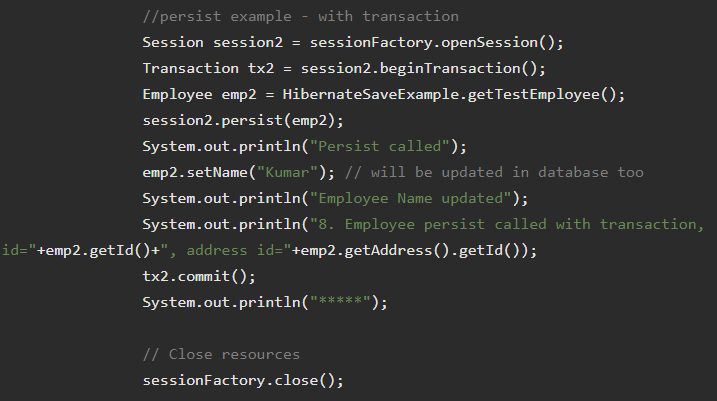 //persist example - with transaction
Session session2 = sessionFactory.openSession();
Transaction tx2 = session2.beginTransaction();
Employee emp2 = HibernateSaveExample.getTestEmployee();
session2.persist(emp2);
System.out.println("Persist called");
emp2.setName("Kumar"); // will be updated in database too
System.out.println("Employee Name updated");
System.out.println("8. Employee persist called with transaction,
id="+emp2.getId()+", address id="+emp2.getAddress().getId());
tx2.commit();
System.out.println("*****");
// Close resources
sessionFactory.close();